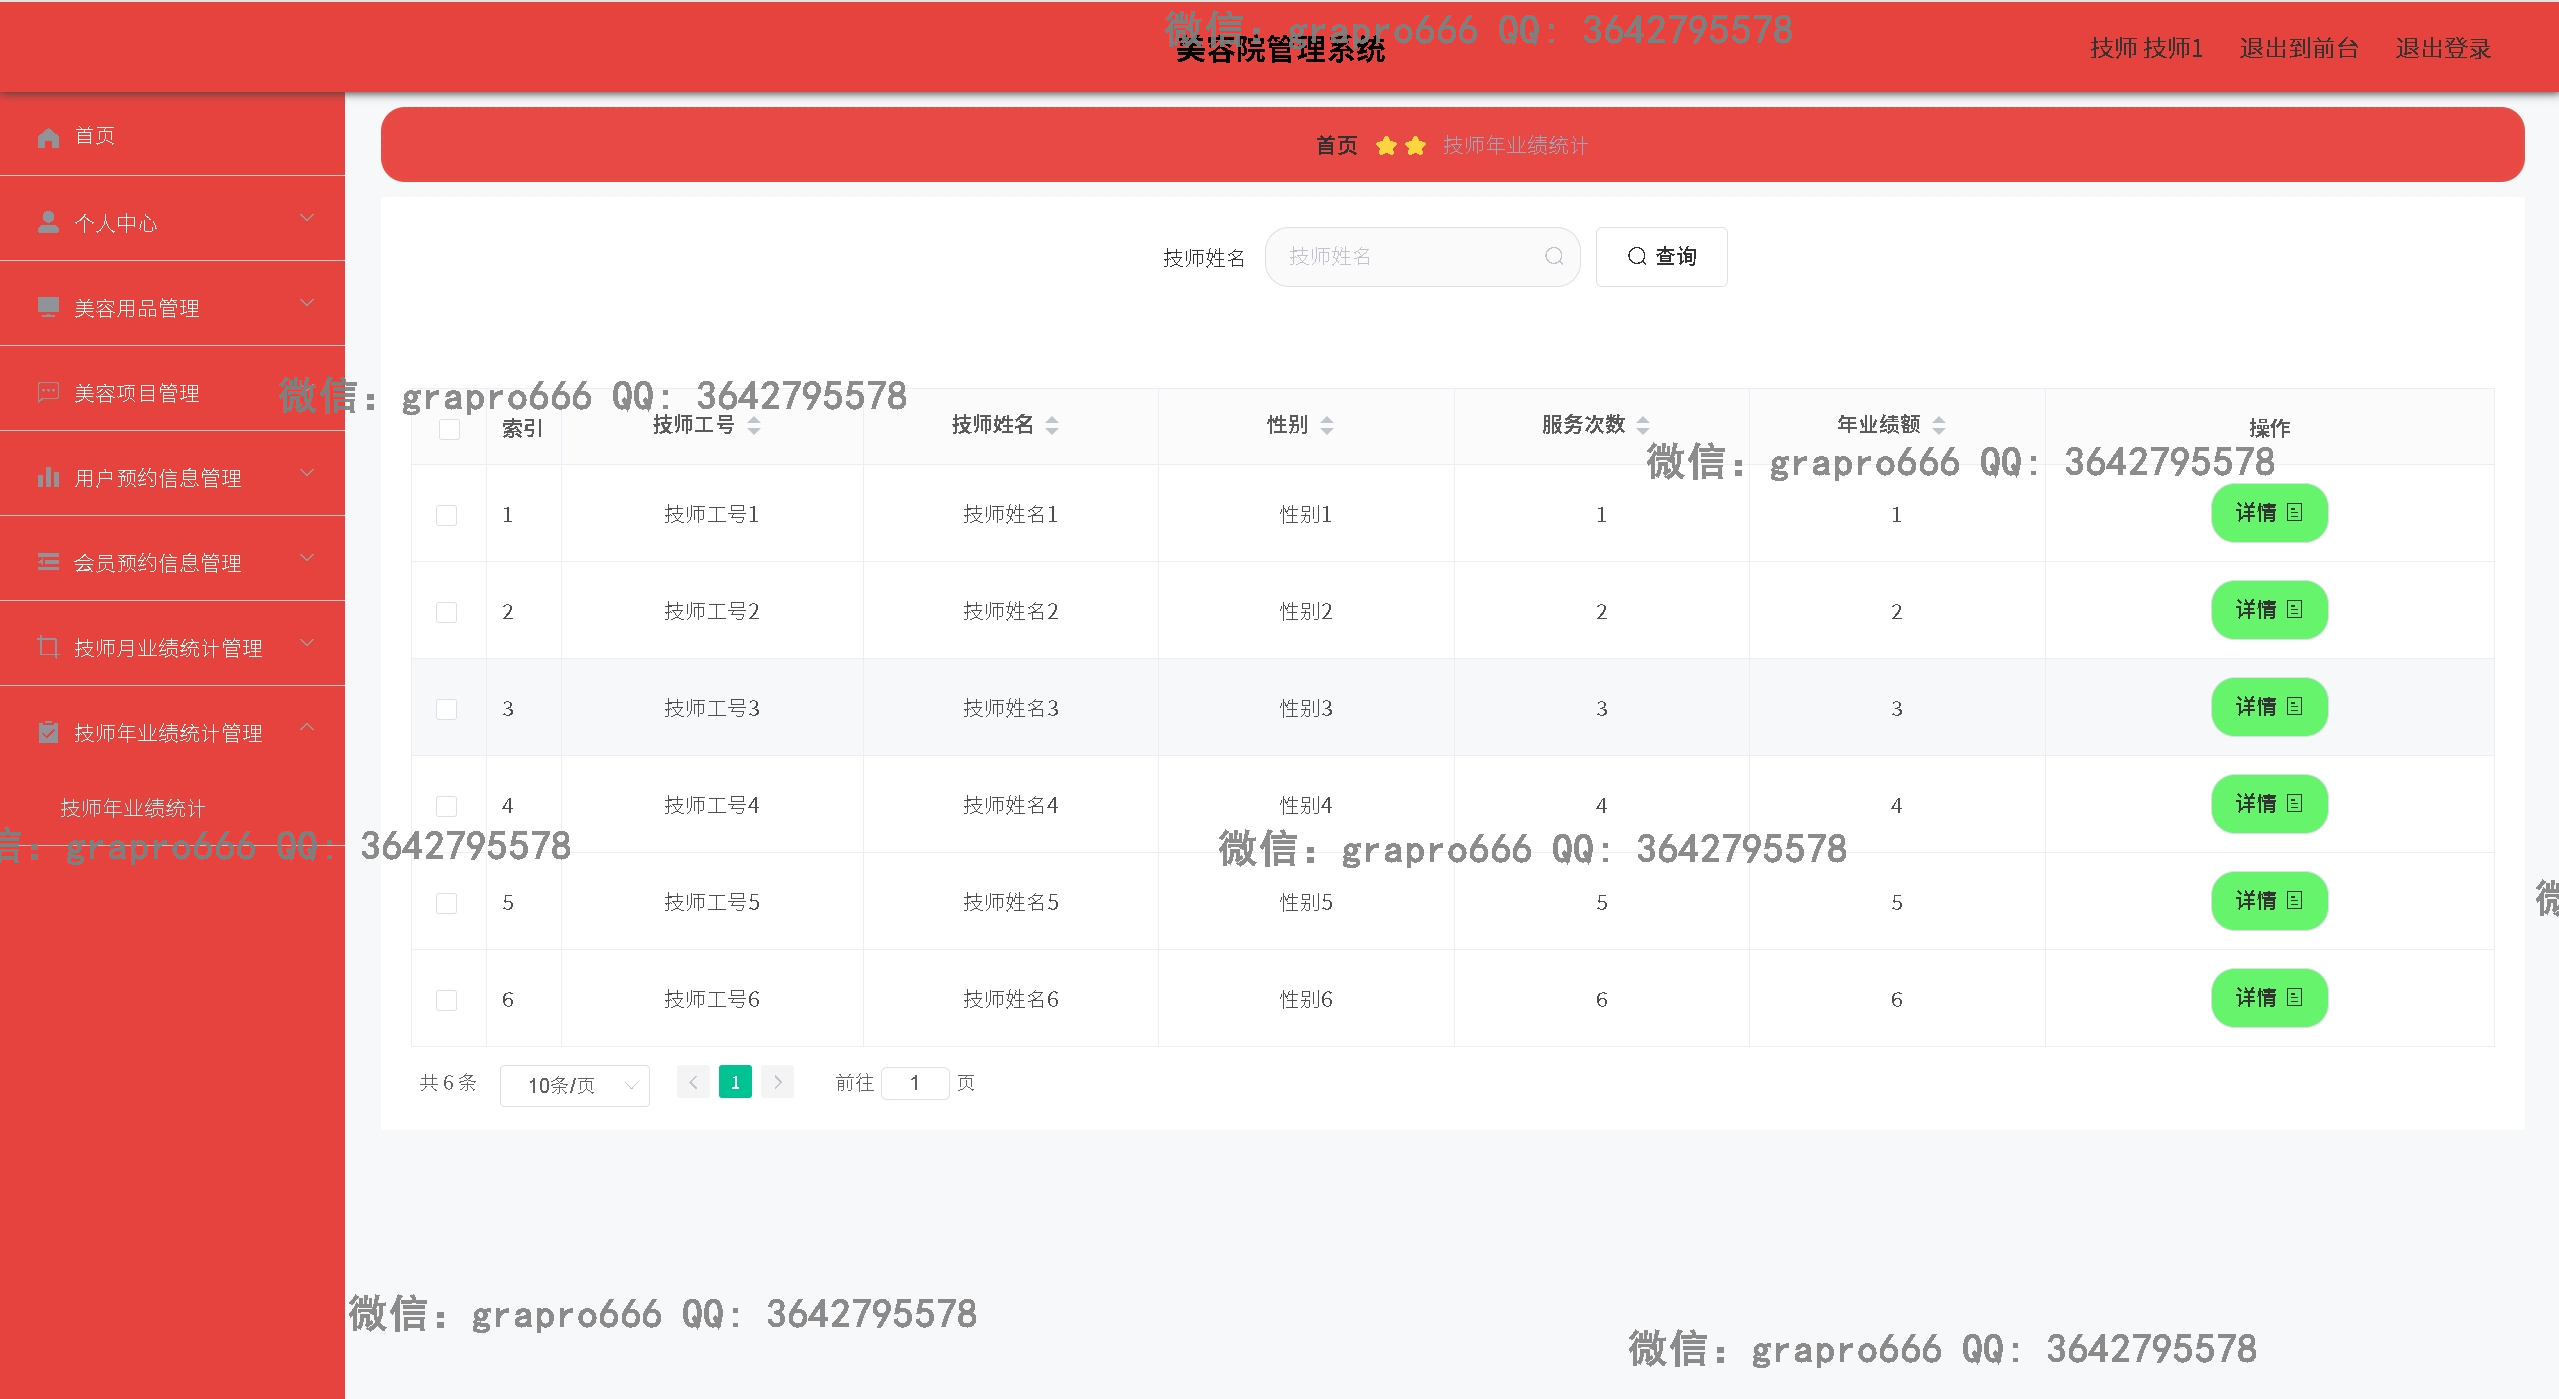 微信: grapro666 QQ: 3642795578
美容院管理系统
技师 技师1 退出到前台 退出登录
首页
个人中心
美容用品管理
美容项目管理
用户预约信息管理
会员预约信息管理
技师月业绩统计管理
技师年业绩统计管理
技师年业绩统计
首页 技师年业绩统计
技师姓名 技师姓名 查询
微信: grapro666 QQ: 3642795578
索引 技师工号 技师姓名 性别 服务次数 年业绩额 操作
微信: grapro666 QQ: 3642795578
1 技师工号1 技师姓名1 性别1 1 1 详情
2 技师工号2 技师姓名2 性别2 2 2 详情
3 技师工号3 技师姓名3 性别3 3 3 详情
4 技师工号4 技师姓名4 性别4 4 4 详情
信: grapro666 QQ: 3642795578
微信: grapro666 QQ: 3642795578
微
5 技师工号5 技师姓名5 性别5 5 5 详情
6 技师工号6 技师姓名6 性别6 6 6 详情
共 6 条 10条/页 1 前往 1 页
微信: grapro666 QQ: 3642795578
微信: grapro666 QQ: 3642795578